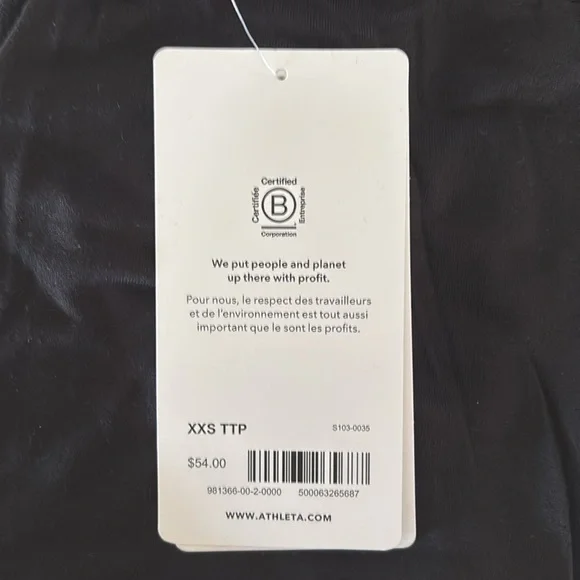 Certified
Certifiée
B
Entreprise
Corporation
We put people and planet
up there with profit.
Pour nous, le respect des travailleurs
et de l'environnement est tout aussi
important que le sont les profits.
XXS TTP
S103-0035
$54.00
981366-00-2-0000 500063265687
WWW.ATHLETA.COM